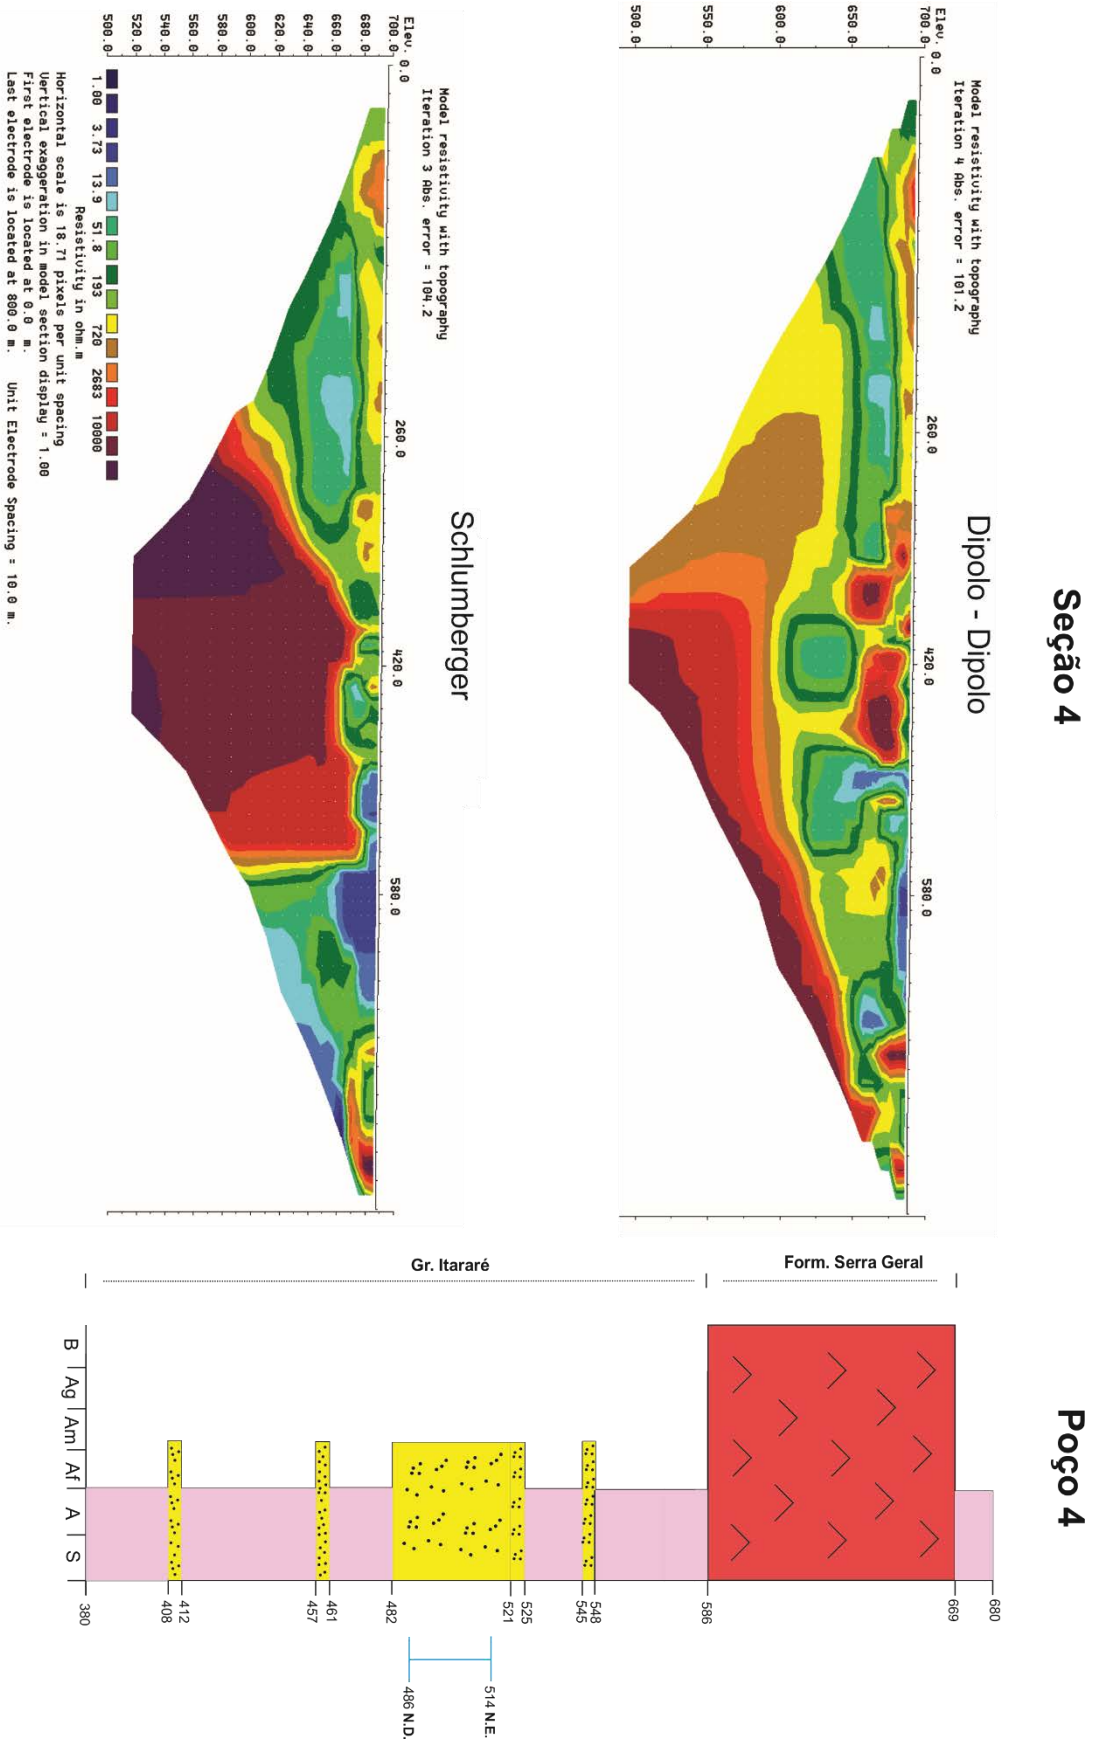 Seção 4
Dipolo - Dipolo
Model resistivity with topography
Iteration 4 Abs. error = 101.2
Elev. 0.0
260.0
420.0
580.0
700.0
650.0
600.0
550.0
500.0
Schlumberger
Model resistivity with topography
Iteration 3 Abs. error = 104.2
Elev. 0.0
260.0
420.0
580.0
700.0
680.0
660.0
640.0
620.0
600.0
580.0
560.0
540.0
520.0
500.0
1.00 3.73 13.9 51.8 193 720 2683 10000
Resistivity in ohm.m
Horizontal scale is 18.71 pixels per unit spacing
Vertical exaggeration in model section display = 1.00
First electrode is located at 0.0 m.
Last electrode is located at 800.0 m. Unit Electrode Spacing = 10.0 m.
Poço 4
Form. Serra Geral
Gr. Itararé
680
669
586
548
545
525
521
514 N.E.
486 N.D.
482
461
457
412
408
380
B Ag Am Af A S